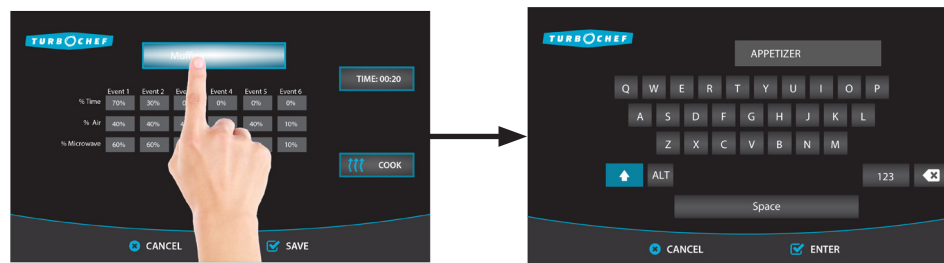 TURBOCHEF
TIME: 00:20
Event 1 Event 2 Event 4 Event 5 Event 6
% Time 70% 30% 0% 0% 0%
% Air 40% 40% 40% 10%
% Microwave 60% 60% 10%
COOK
CANCEL SAVE
TURBOCHEF
APPETIZER
Q W E R T Y U I O P
A S D F G H J K L
Z X C V B N M
ALT 123
Space
CANCEL ENTER